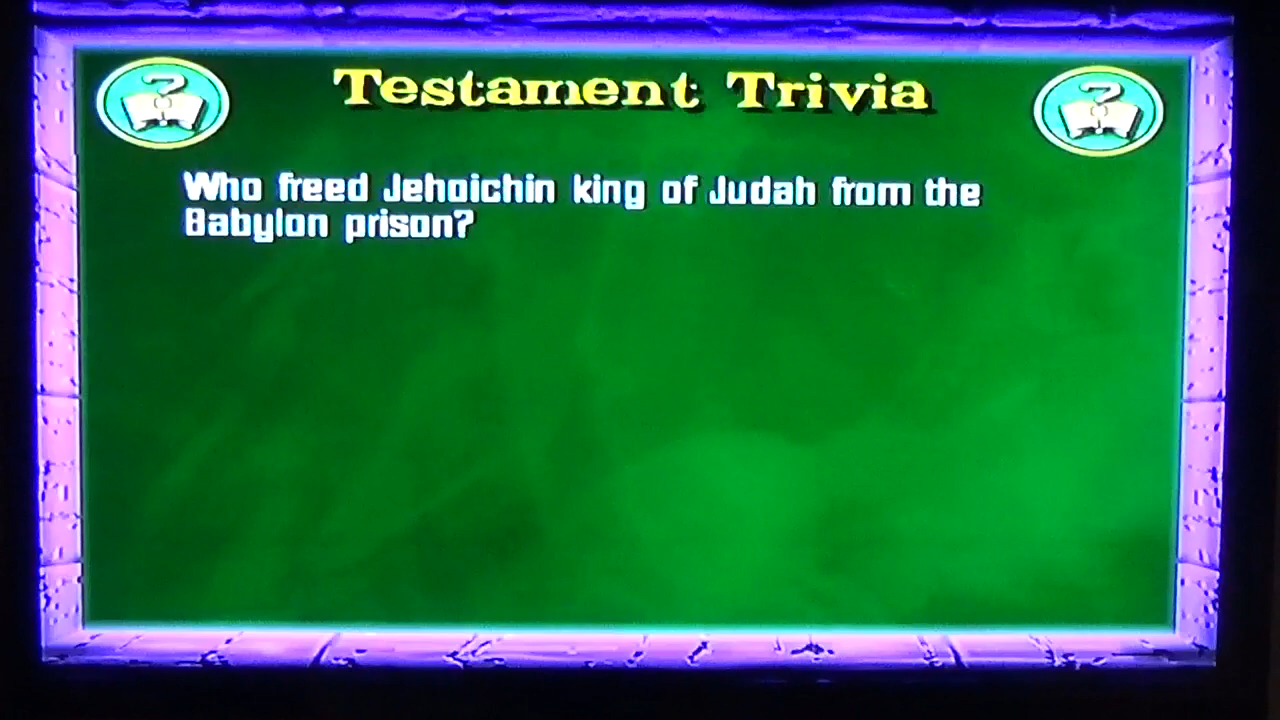 Testament Trivia
Who freed Jehoichin king of Judah from the
Babylon prison?